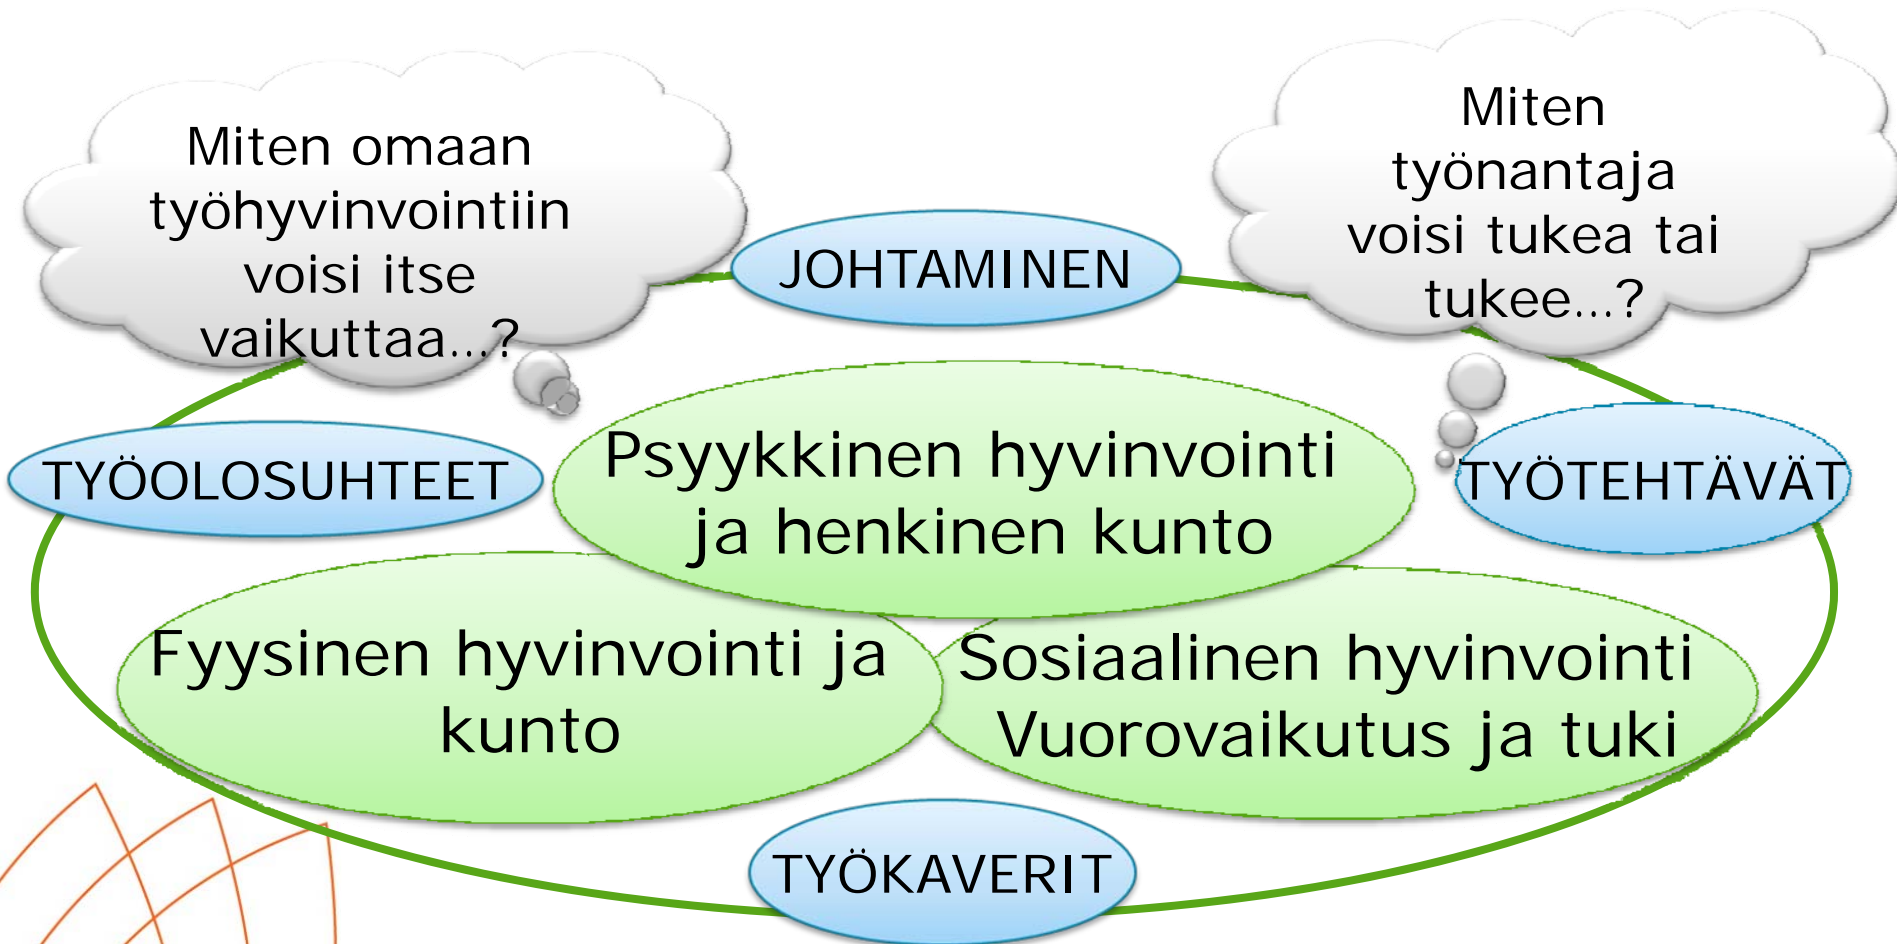 Miten omaan
työhyvinvointiin
voisi itse
vaikuttaa...?
Miten
työnantaja
voisi tukea tai
tukee...?
JOHTAMINEN
TYÖOLOSUHTEET
Psyykkinen hyvinvointi
ja henkinen kunto
TYÖTEHTÄVÄT
Fyysinen hyvinvointi ja
kunto
Sosiaalinen hyvinvointi
Vuorovaikutus ja tuki
TYÖKAVERIT